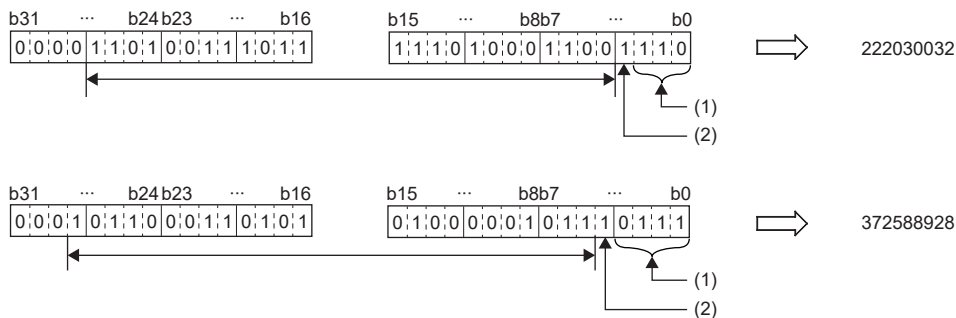 b31 ··· b24 b23 ··· b16 b15 ··· b8b7 b0
0 0 0 0 1 1 0 1 0 0 1 1 1 0 1 1 1 1 1 0 1 0 0 0 1 1 0 0 1 1 1 0 222030032
(1)
(2)
b31 ··· b24 b23 ··· b16 b15 ··· b8b7 ··· b0
0 0 0 1 0 1 1 0 0 0 1 1 0 1 0 1 0 1 0 0 0 0 0 1 0 1 1 1 0 1 1 1 372588928
(1)
(2)